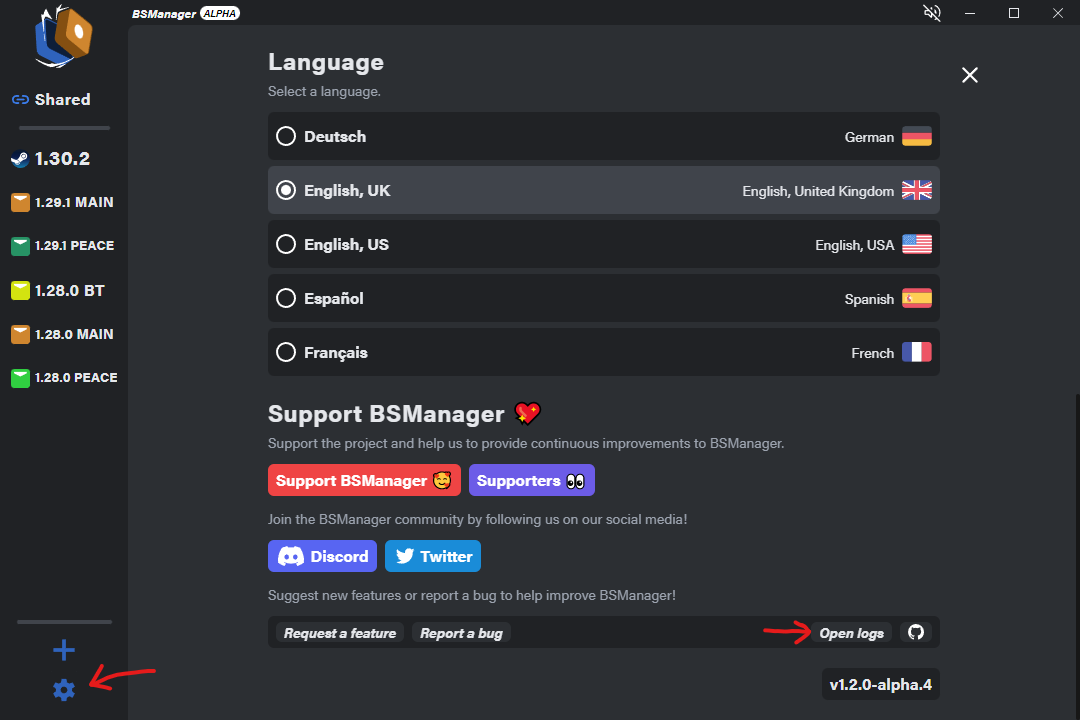 BSManager ALPHA
Shared
1.30.2
1.29.1 MAIN
1.29.1 PEACE
1.28.0 BT
1.28.0 MAIN
1.28.0 PEACE
Language
Select a language.
Deutsch German
English, UK English, United Kingdom
English, US English, USA
Español Spanish
Français French
Support BSManager
Support the project and help us to provide continuous improvements to BSManager.
Support BSManager Supporters
Join the BSManager community by following us on our social media!
Discord Twitter
Suggest new features or report a bug to help improve BSManager!
Request a feature Report a bug Open logs
v1.2.0-alpha.4